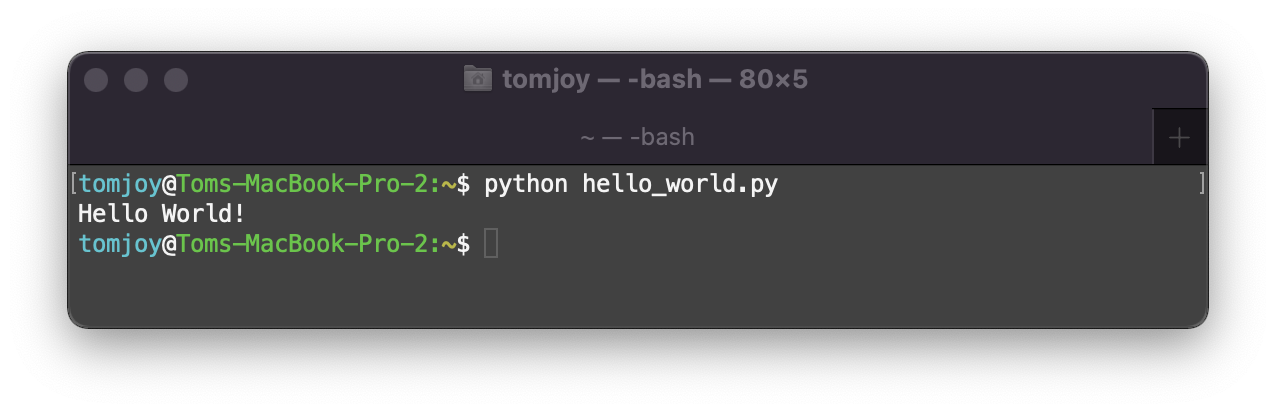 tomjoy — -bash — 80×5
~ — -bash
+
[tomjoy@Toms-MacBook-Pro-2:~$ python hello_world.py ]
Hello World!
tomjoy@Toms-MacBook-Pro-2:~$